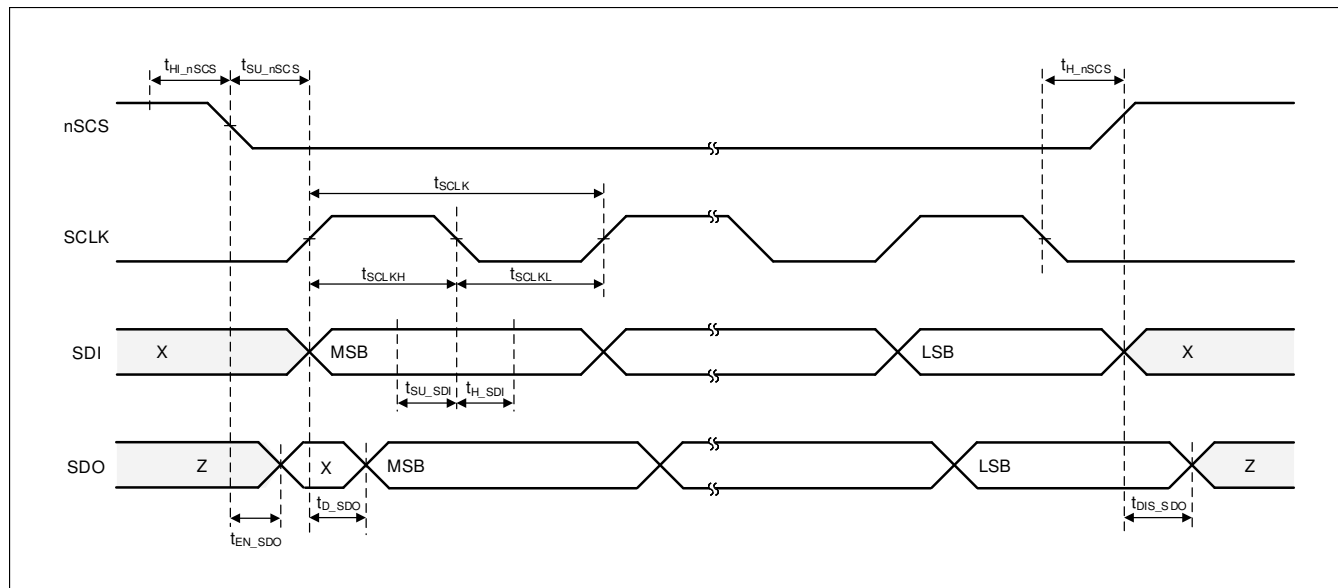 tHI_nSCS tSU_nSCS tH_nSCS
nSCS
tSCLK
SCLK
tSCLKH tSCLKL
SDI X MSB LSB X
tSU_SDI tH_SDI
SDO Z X MSB LSB Z
tD_SDO tDIS_SDO
tEN_SDO